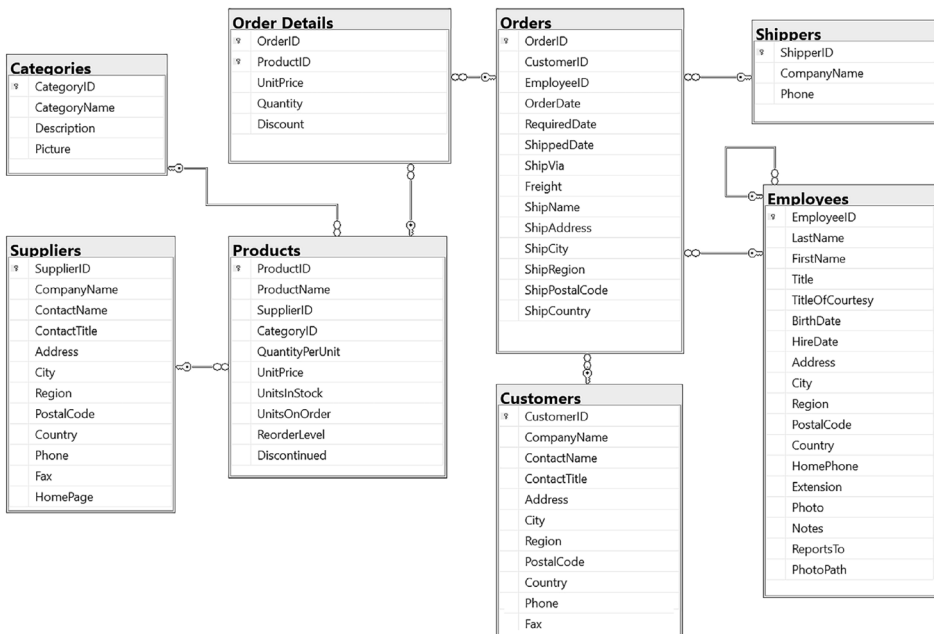 Categories
CategoryID
CategoryName
Description
Picture
Order Details
OrderID
ProductID
UnitPrice
Quantity
Discount
Orders
OrderID
CustomerID
EmployeeID
OrderDate
RequiredDate
ShippedDate
ShipVia
Freight
ShipName
ShipAddress
ShipCity
ShipRegion
ShipPostalCode
ShipCountry
Shippers
ShipperID
CompanyName
Phone
Suppliers
SupplierID
CompanyName
ContactName
ContactTitle
Address
City
Region
PostalCode
Country
Phone
Fax
HomePage
Products
ProductID
ProductName
SupplierID
CategoryID
QuantityPerUnit
UnitPrice
UnitsInStock
UnitsOnOrder
ReorderLevel
Discontinued
Customers
CustomerID
CompanyName
ContactName
ContactTitle
Address
City
Region
PostalCode
Country
Phone
Fax
Employees
EmployeeID
LastName
FirstName
Title
TitleOfCourtesy
BirthDate
HireDate
Address
City
Region
PostalCode
Country
HomePhone
Extension
Photo
Notes
ReportsTo
PhotoPath